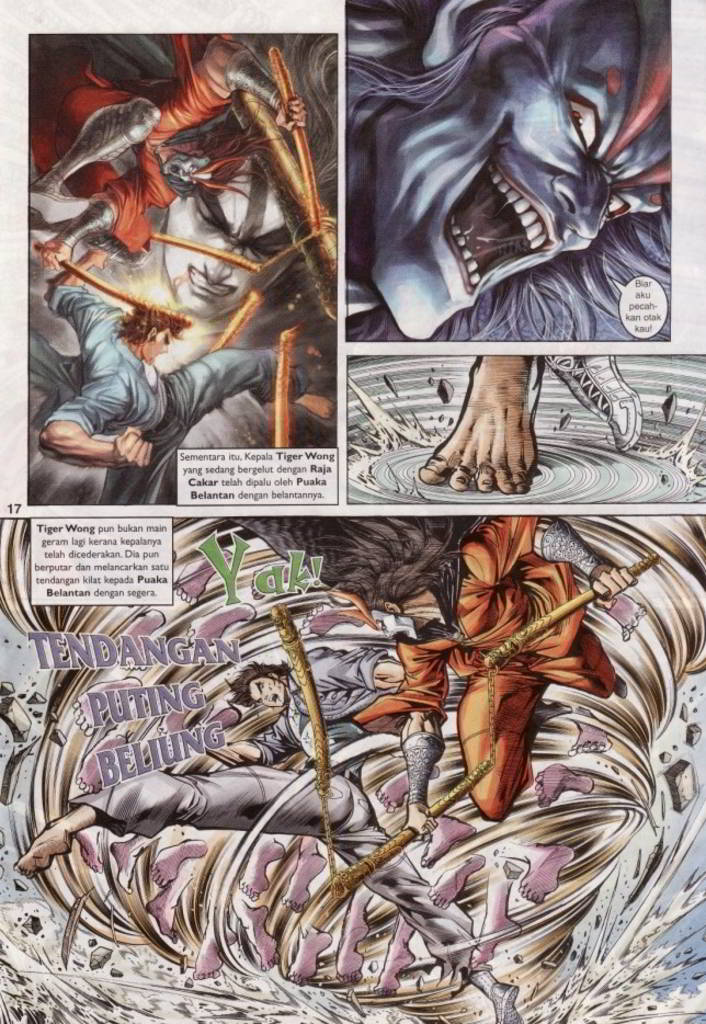 Biar
aku
pecah-
kan otak
kau!
Sementara itu, Kepala Tiger Wong
yang sedang bergelut dengan Raja
Cakar telah dipalu oleh Puaka
Belantan dengan belantannya.
17
Tiger Wong pun bukan main
geram lagi kerana kepalanya
telah dicederakan. Dia pun
berputar dan melancarkan satu
tendangan kilat kepada Puaka
Belantan dengan segera.
Yak!
TENDANGAN
PUTING
BELIUNG